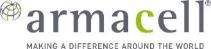 armacell®
MAKING A DIFFERENCE AROUND THE WORLD